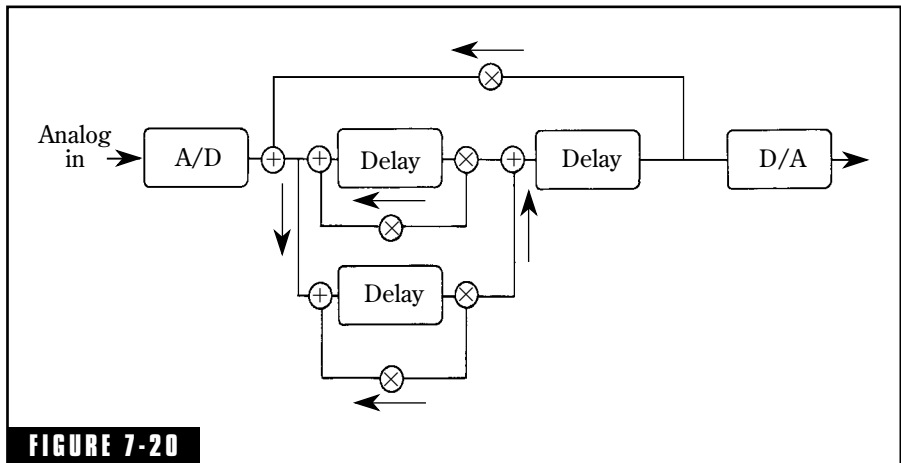 Analog
in
A/D
Delay
Delay
D/A
Delay
FIGURE 7-20